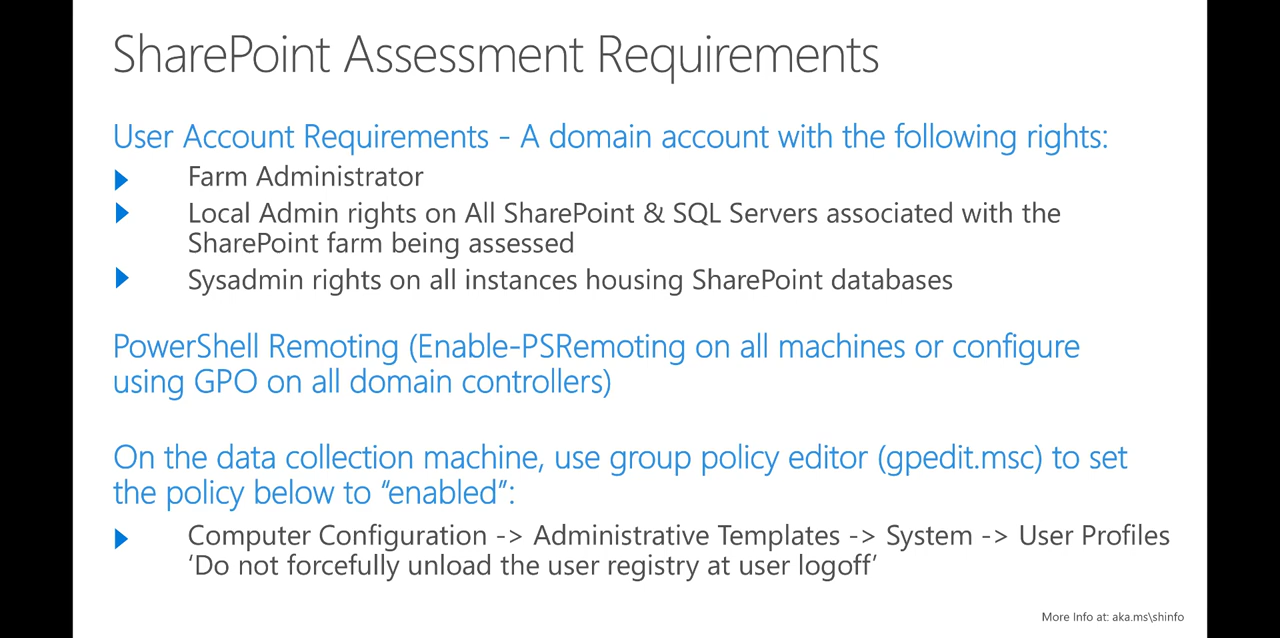 SharePoint Assessment Requirements
User Account Requirements - A domain account with the following rights:
Farm Administrator
Local Admin rights on All SharePoint & SQL Servers associated with the
SharePoint farm being assessed
Sysadmin rights on all instances housing SharePoint databases
PowerShell Remoting (Enable-PSRemoting on all machines or configure
using GPO on all domain controllers)
On the data collection machine, use group policy editor (gpedit.msc) to set
the policy below to “enabled”:
Computer Configuration -> Administrative Templates -> System -> User Profiles
‘Do not forcefully unload the user registry at user logoff’
More Info at: aka.ms\shinfo